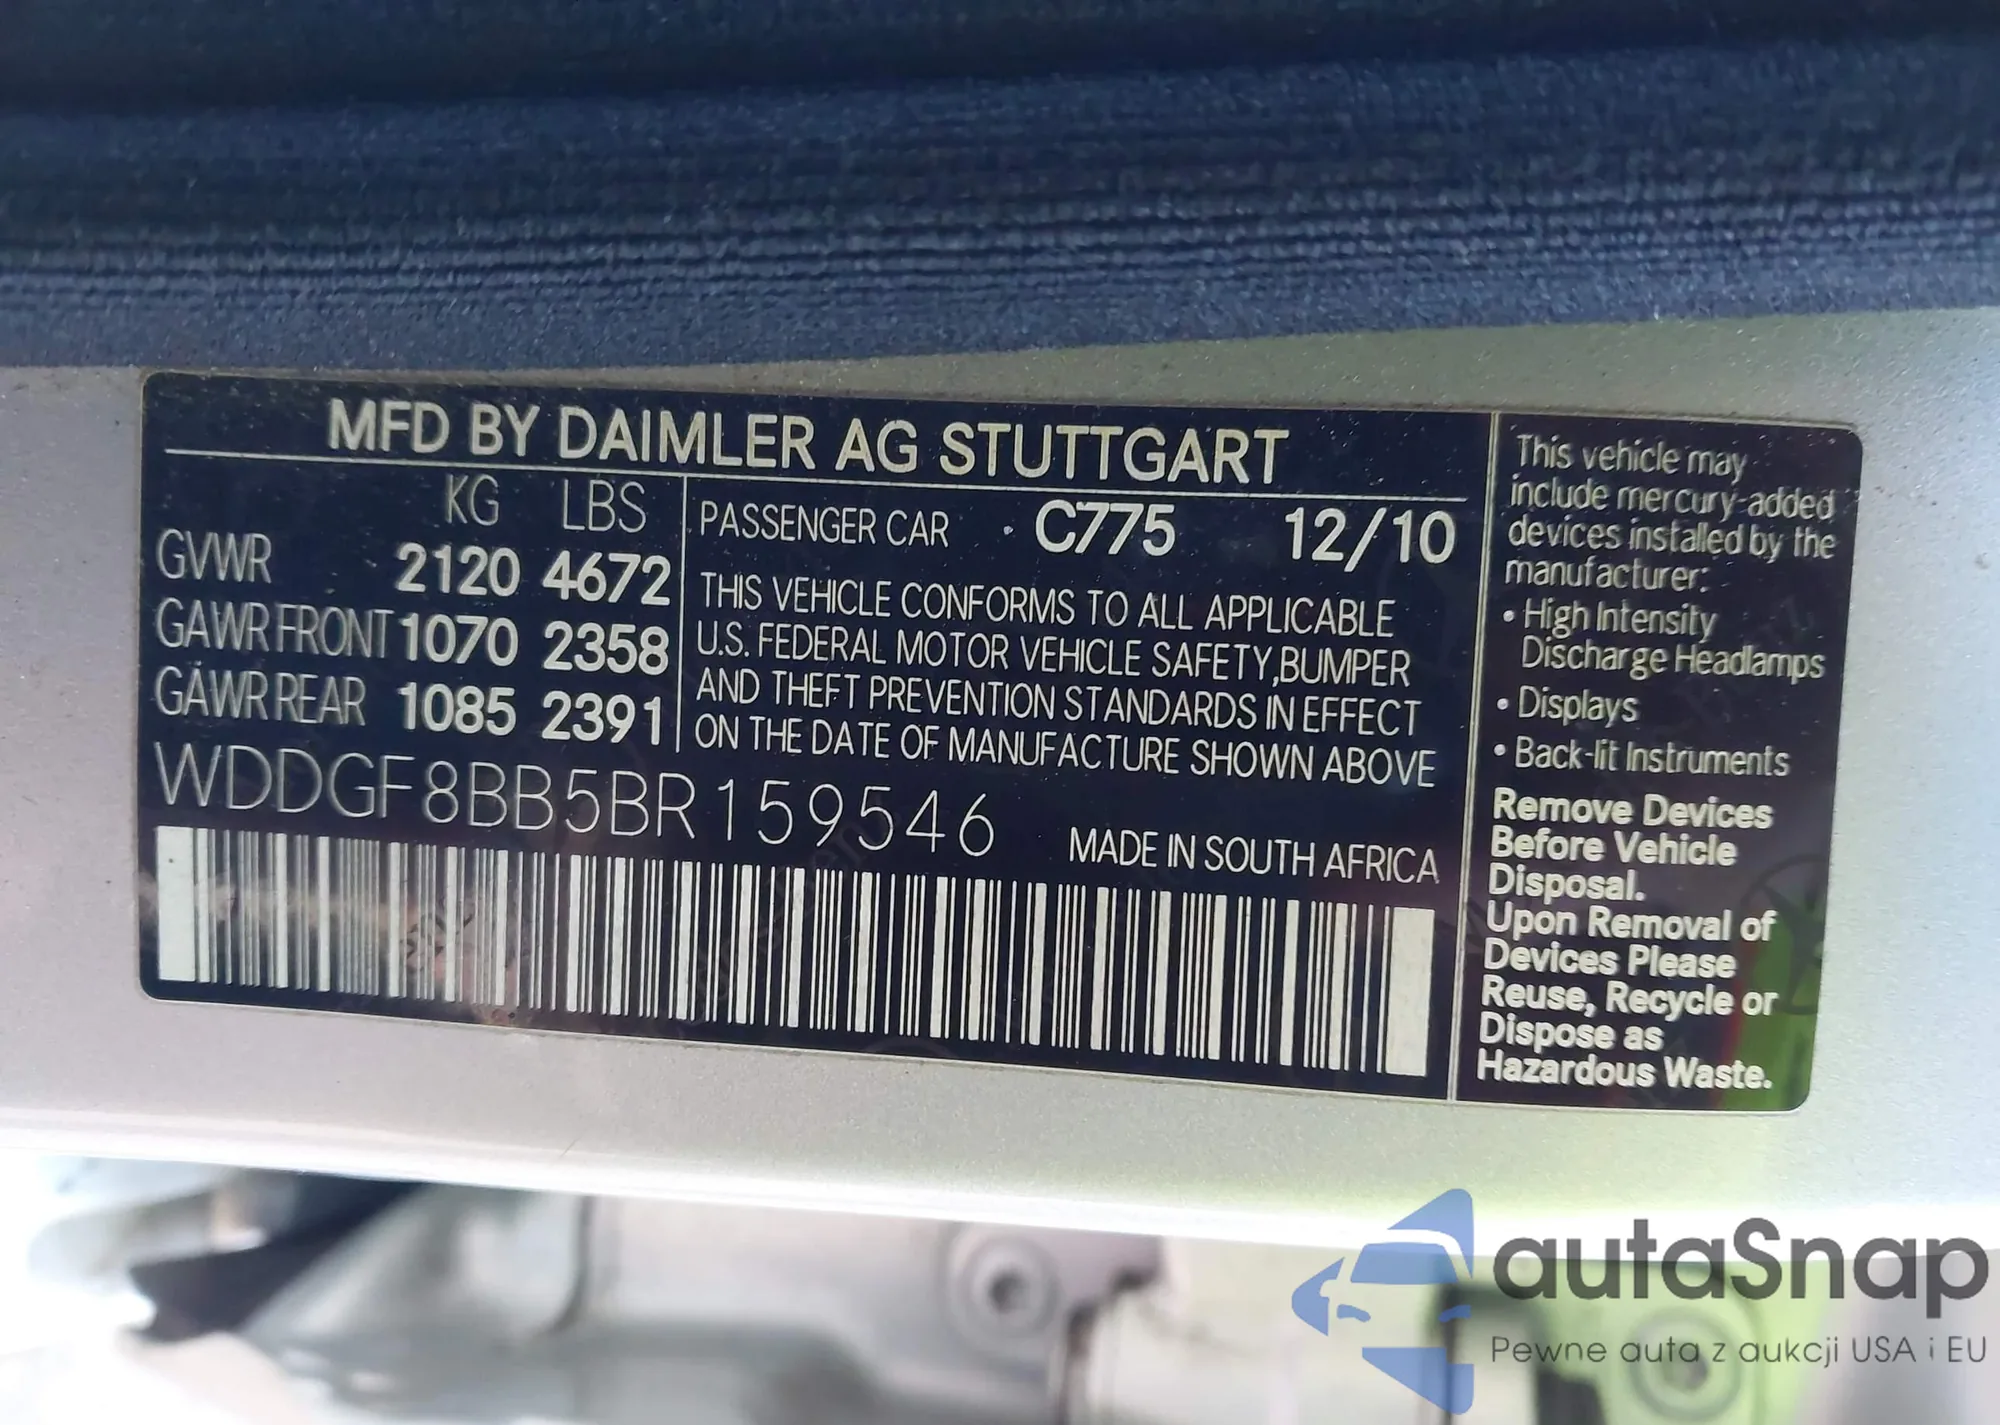 MFD BY DAIMLER AG STUTTGART
KG LBS
GVWR 2120 4672
GAWR FRONT 1070 2358
GAWR REAR 1085 2391
PASSENGER CAR C775 12/10
THIS VEHICLE CONFORMS TO ALL APPLICABLE
U.S. FEDERAL MOTOR VEHICLE SAFETY,BUMPER
AND THEFT PREVENTION STANDARDS IN EFFECT
ON THE DATE OF MANUFACTURE SHOWN ABOVE
WDDGF8BB5BR159546
MADE IN SOUTH AFRICA
This vehicle may
include mercury-added
devices installed by the
manufacturer:
• High Intensity
Discharge Headlamps
• Displays
• Back-lit Instruments
Remove Devices
Before Vehicle
Disposal.
Upon Removal of
Devices Please
Reuse, Recycle or
Dispose as
Hazardous Waste.
autaSnap
Pewne auta z aukcji USA i EU